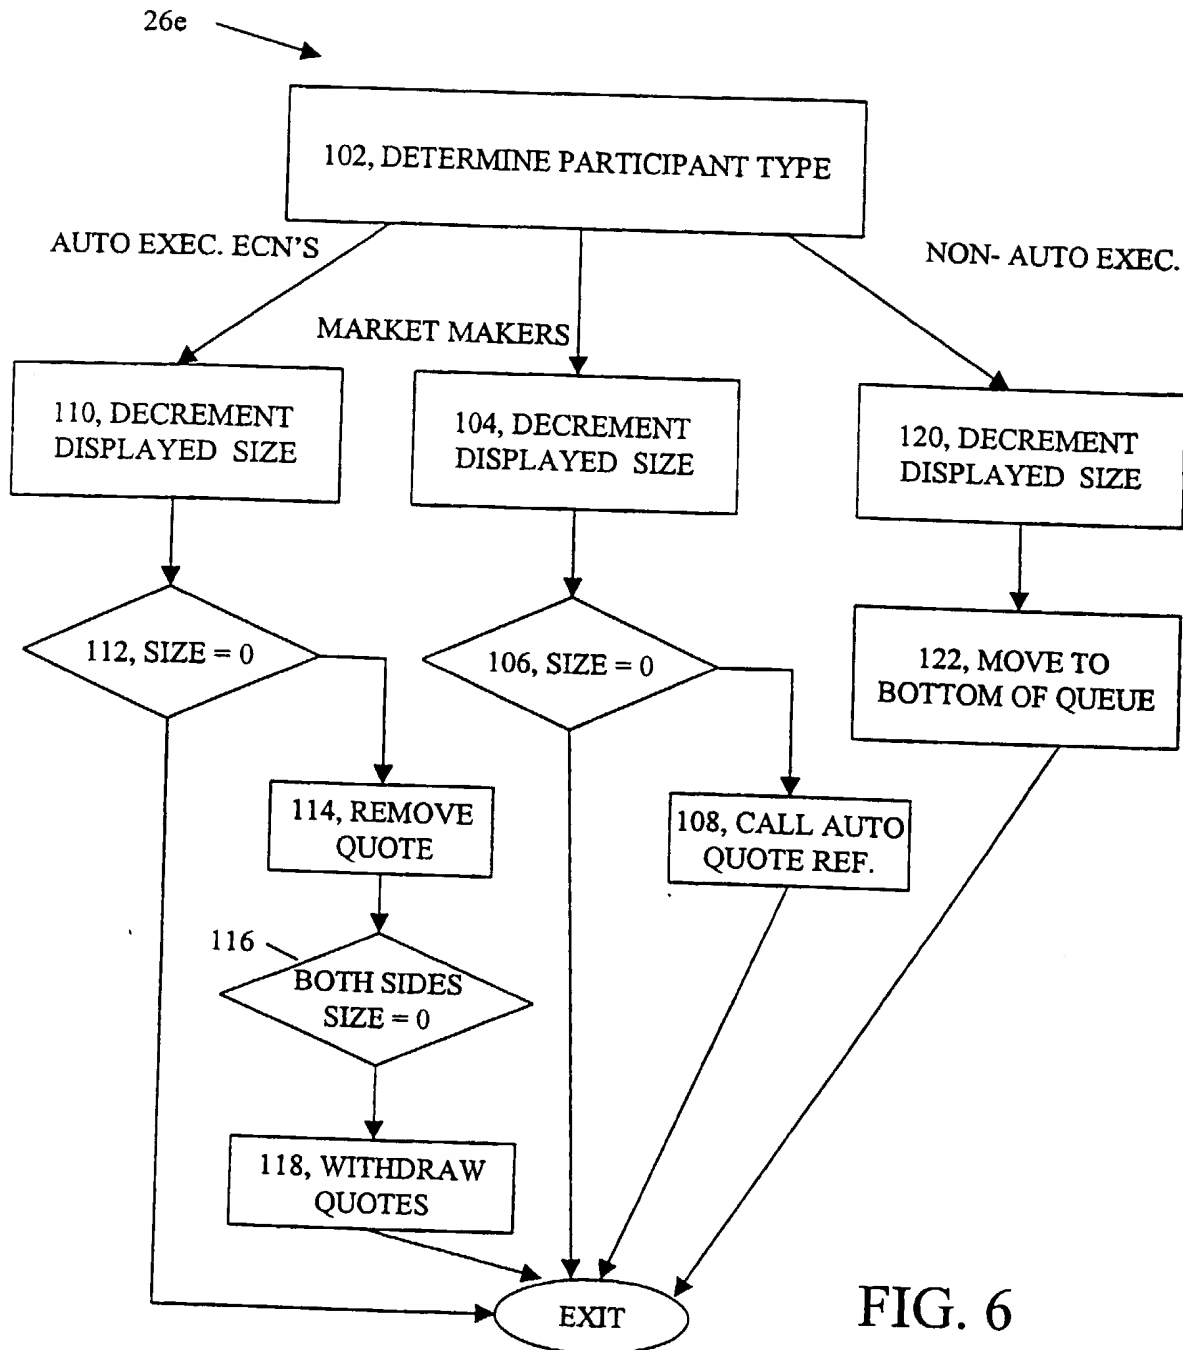 26e
102, DETERMINE PARTICIPANT TYPE
AUTO EXEC. ECN'S
NON- AUTO EXEC.
MARKET MAKERS
110, DECREMENT
DISPLAYED SIZE
104, DECREMENT
DISPLAYED SIZE
120, DECREMENT
DISPLAYED SIZE
112, SIZE = 0
106, SIZE = 0
122, MOVE TO
BOTTOM OF QUEUE
114, REMOVE
QUOTE
108, CALL AUTO
QUOTE REF.
116
BOTH SIDES
SIZE = 0
118, WITHDRAW
QUOTES
EXIT
FIG. 6